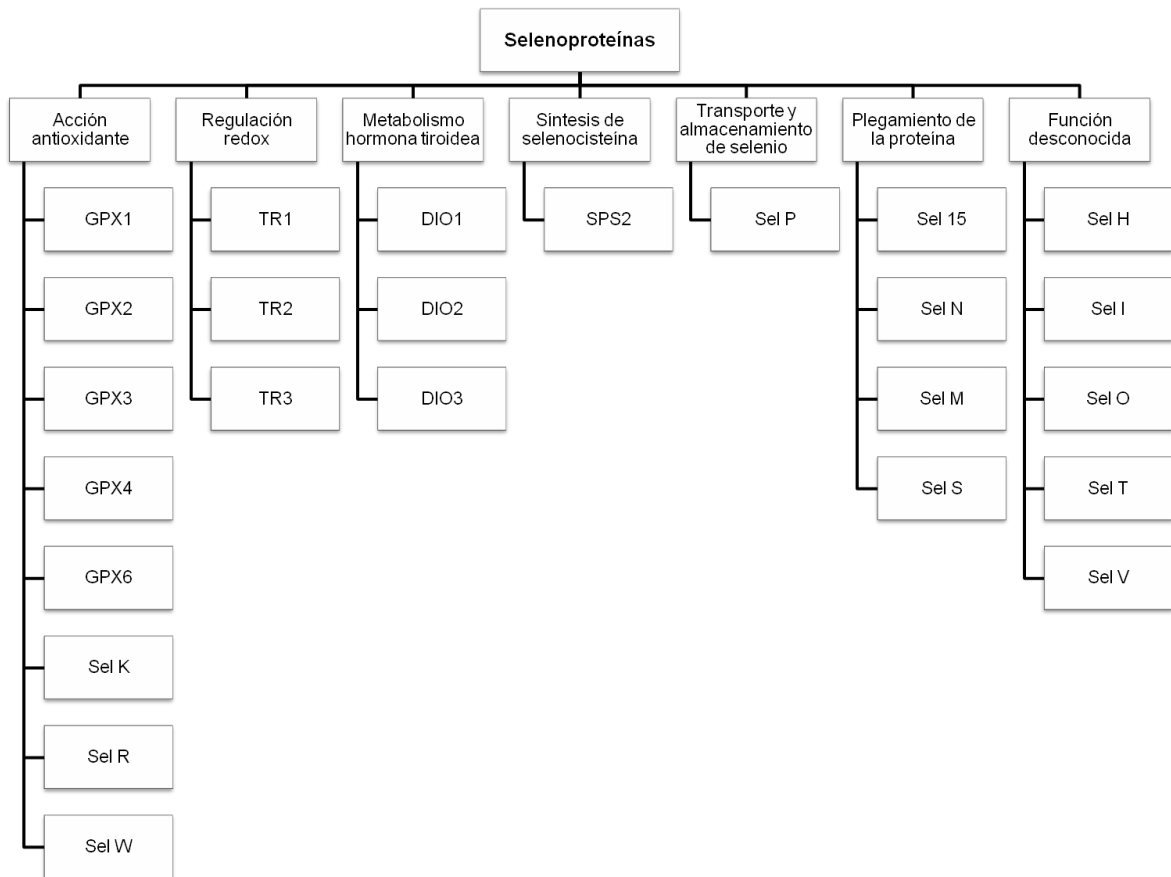 Selenoproteínas
Acción
antioxidante
Regulación
redox
Metabolismo
hormona tiroidea
Síntesis de
selenocisteína
Transporte y
almacenamiento
de selenio
Plegamiento de
la proteína
Función
desconocida
GPX1
GPX2
GPX3
GPX4
GPX6
Sel K
Sel R
Sel W
TR1
TR2
TR3
DIO1
DIO2
DIO3
SPS2
Sel P
Sel 15
Sel N
Sel M
Sel S
Sel H
Sel I
Sel O
Sel T
Sel V